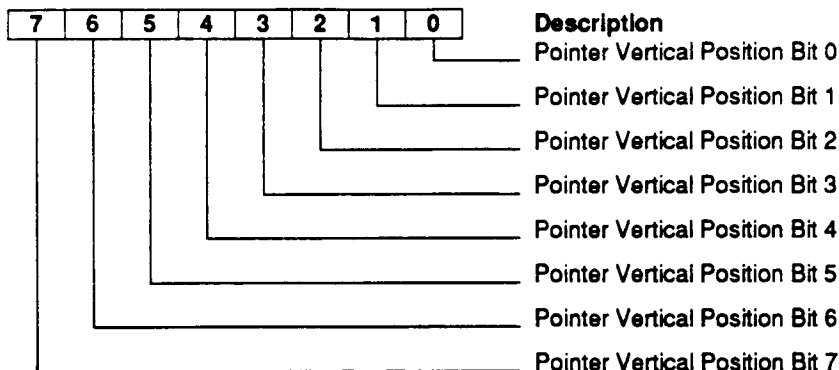 7 6 5 4 3 2 1 0 Description
Pointer Vertical Position Bit 0
Pointer Vertical Position Bit 1
Pointer Vertical Position Bit 2
Pointer Vertical Position Bit 3
Pointer Vertical Position Bit 4
Pointer Vertical Position Bit 5
Pointer Vertical Position Bit 6
Pointer Vertical Position Bit 7